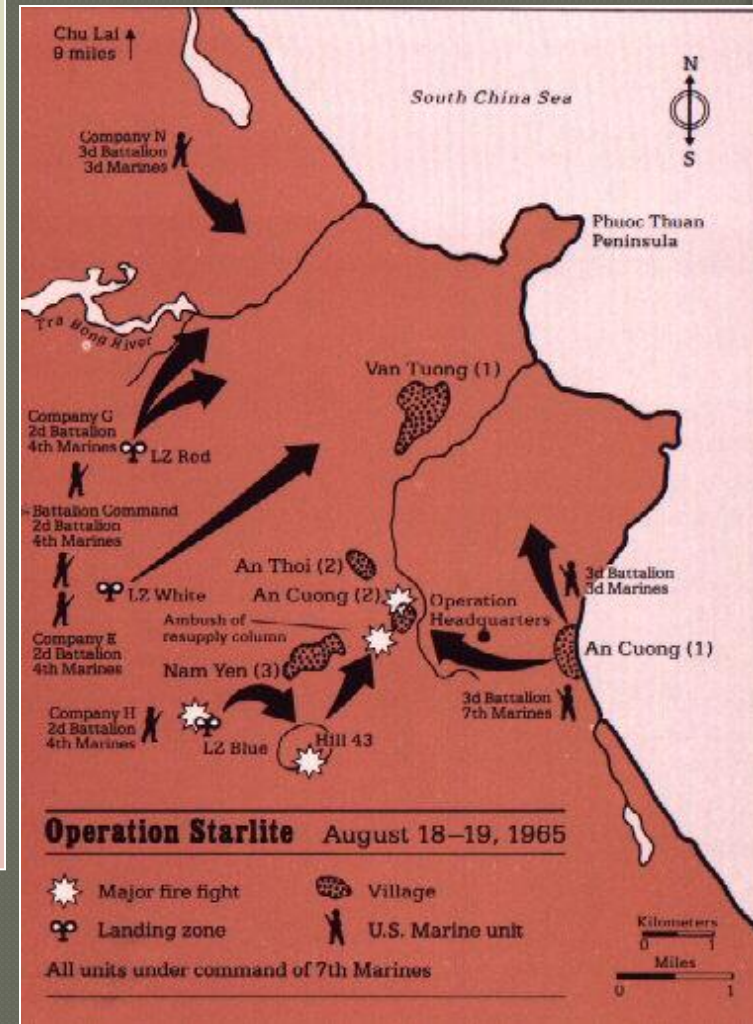 Chu Lai
9 miles
N
South China Sea
S
Company N
3d Battalion
3d Marines
Phuoc Thuan
Peninsula
Tra Bong River
Van Tuong (1)
Company G
2d Battalion
4th Marines
LZ Red
Battalion Command
2d Battalion
4th Marines
An Thoi (2)
3d Battalion
3d Marines
LZ White
An Cuong (2)
Operation
Headquarters
Ambush of
resupply column
Company E
2d Battalion
4th Marines
An Cuong (1)
Nam Yen (3)
3d Battalion
7th Marines
Company H
2d Battalion
4th Marines
LZ Blue
Hill 43
Operation Starlite August 18–19, 1965
Major fire fight
Village
Landing zone
U.S. Marine unit
All units under command of 7th Marines
Kilometers
0 1
Miles
0 1